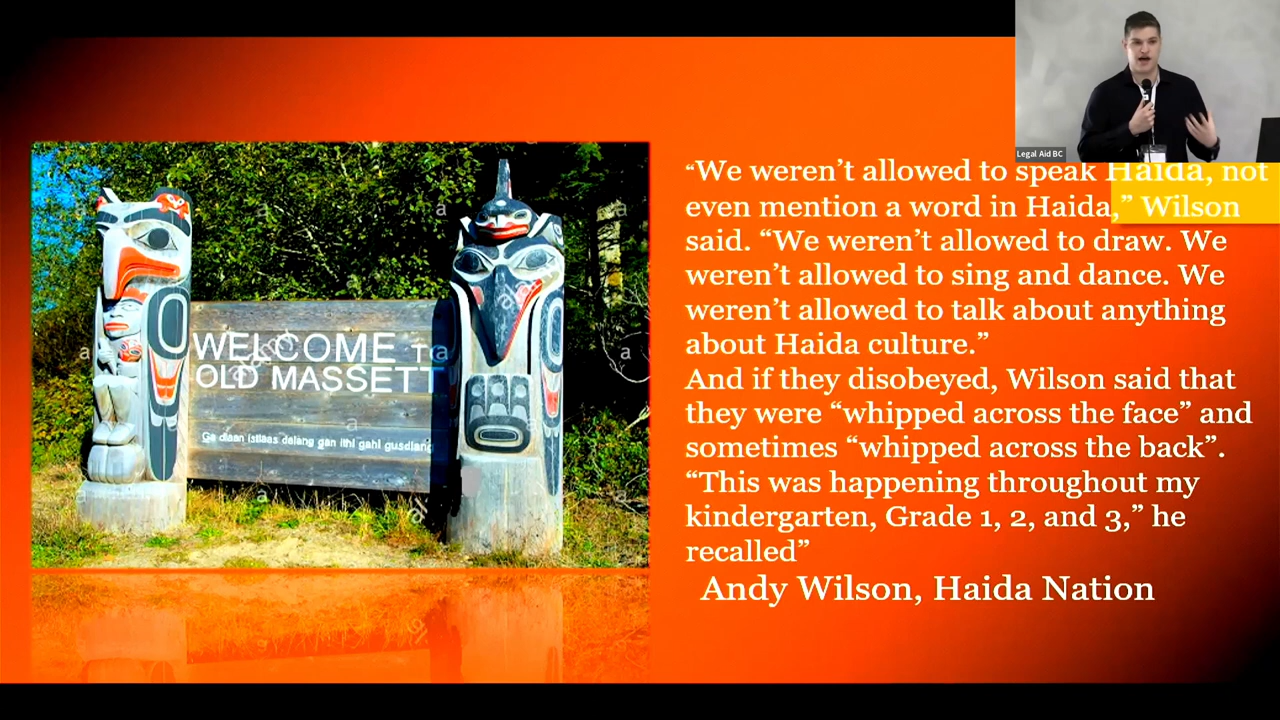 Legal Aid BC
WELCOME TO
OLD MASSETT
“We weren’t allowed to speak Haida, not
even mention a word in Haida,” Wilson
said. “We weren’t allowed to draw. We
weren’t allowed to sing and dance. We
weren’t allowed to talk about anything
about Haida culture.”
And if they disobeyed, Wilson said that
they were “whipped across the face” and
sometimes “whipped across the back”.
“This was happening throughout my
kindergarten, Grade 1, 2, and 3,” he
recalled”
Andy Wilson, Haida Nation